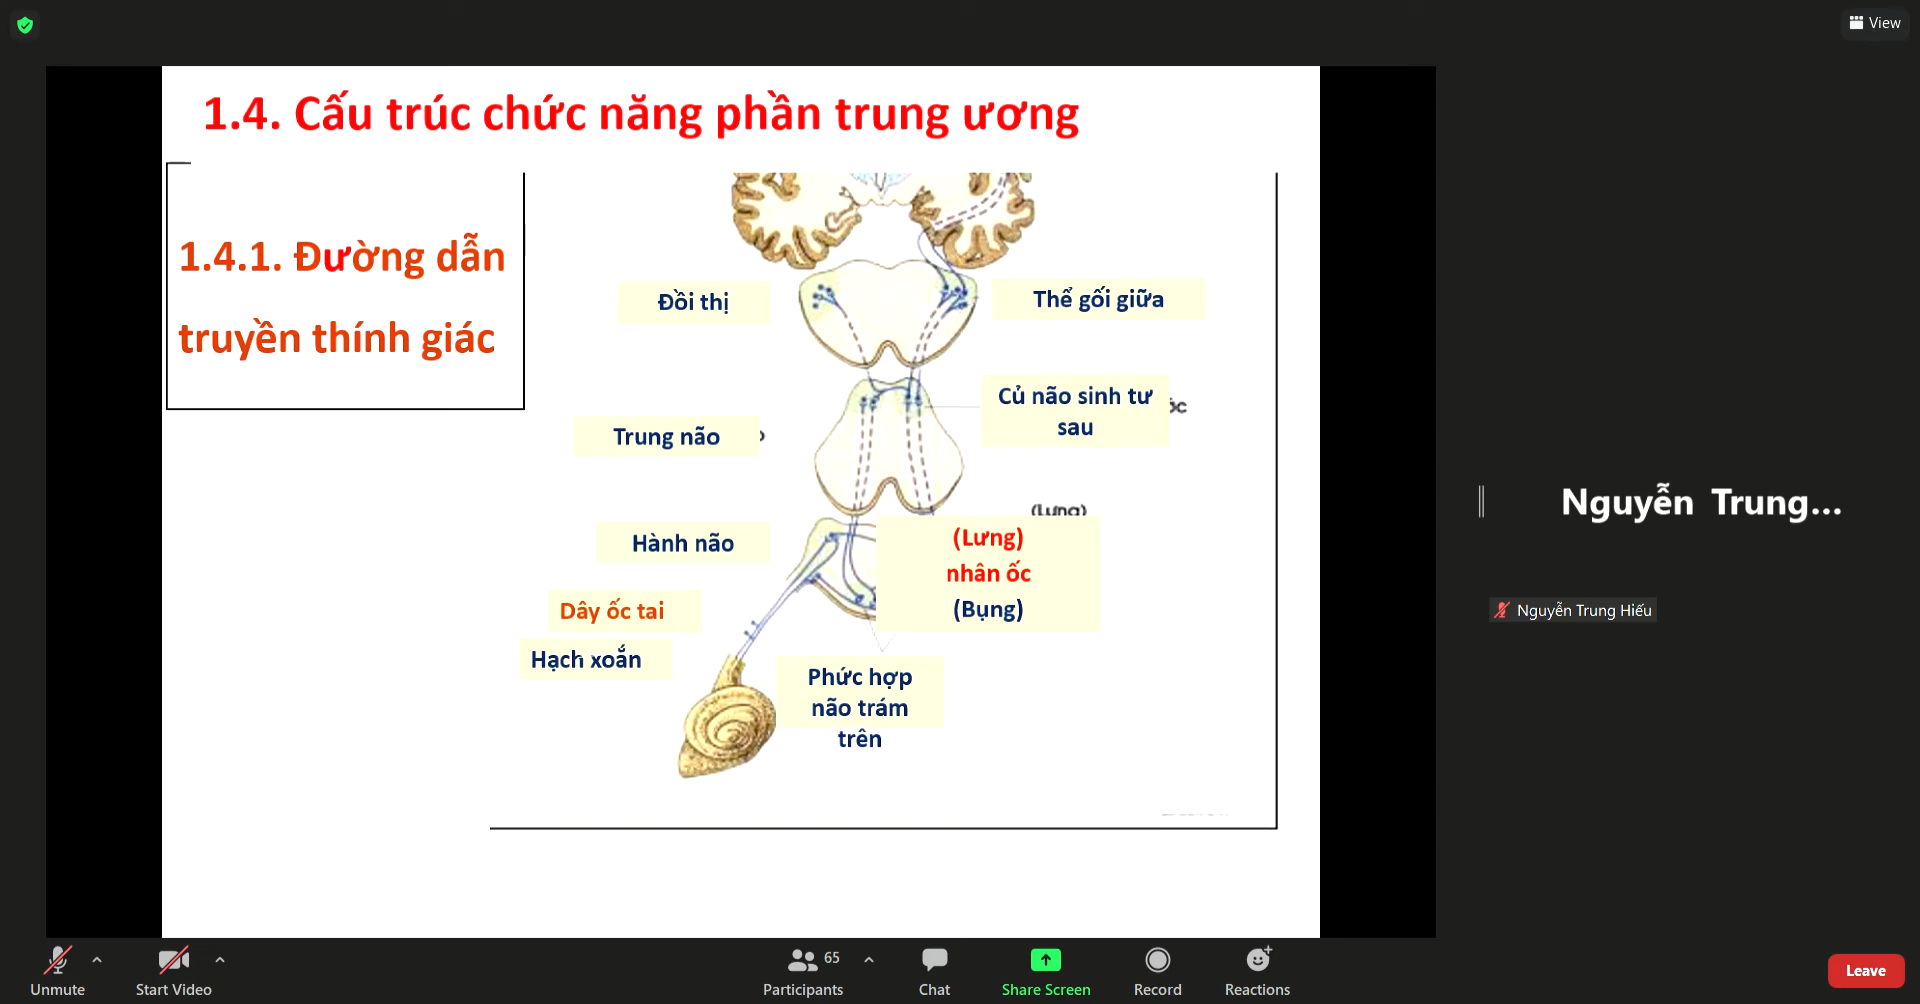 View
1.4. Cấu trúc chức năng phần trung ương
1.4.1. Đường dẫn
truyền thính giác
Đồi thị
Thể gối giữa
Củ não sinh tư
sau
ốc
Trung não
(Lưng)
Hành não
(Lưng)
nhân ốc
(Bụng)
Dây ốc tai
Hạch xoắn
Phức hợp
não trám
trên
Nguyễn Trung...
Nguyễn Trung Hiếu
Unmute
Start Video
65
Participants
Chat
Share Screen
Record
Reactions
Leave